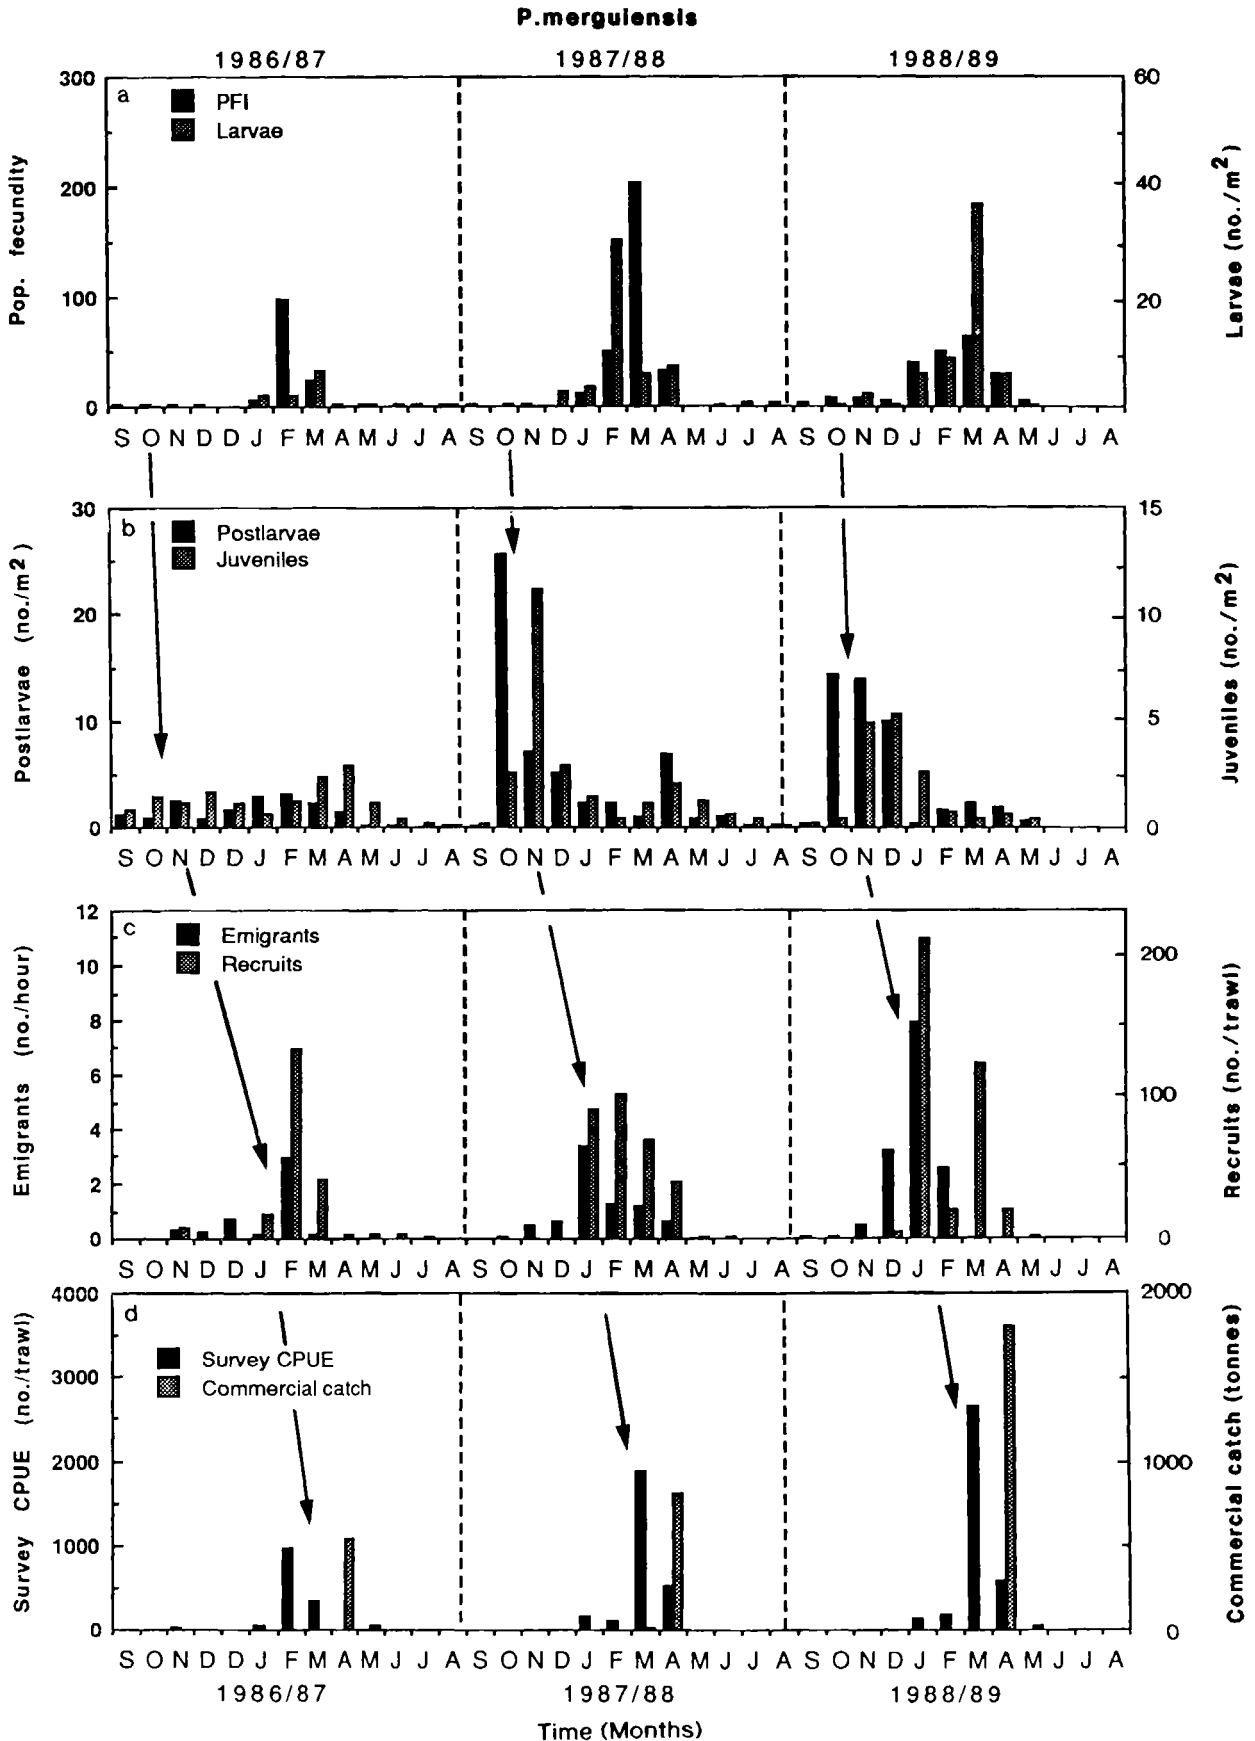 P.merguiensis
1986/87 1987/88 1988/89
a
PFI
Larvae
Pop. fecundity
300
200
100
0
Larvae (no./m2)
60
40
20
0
S O N D D J F M A M J J A S O N D J F M A M J J A S O N D J F M A M J J A
b
Postlarvae
Juveniles
Postlarvae (no./m2)
30
20
10
0
Juveniles (no./m2)
15
10
5
0
S O N D D J F M A M J J A S O N D J F M A M J J A S O N D J F M A M J J A
c
Emigrants
Recruits
Emigrants (no./hour)
12
10
8
6
4
2
0
Recruits (no./trawl)
200
100
0
S O N D D J F M A M J J A S O N D J F M A M J J A S O N D J F M A M J J A
d
Survey CPUE
Commercial catch
Survey CPUE (no./trawl)
4000
3000
2000
1000
0
Commercial catch (tonnes)
2000
1000
0
S O N D D J F M A M J J A S O N D J F M A M J J A S O N D J F M A M J J A
1986/87 1987/88 1988/89
Time (Months)